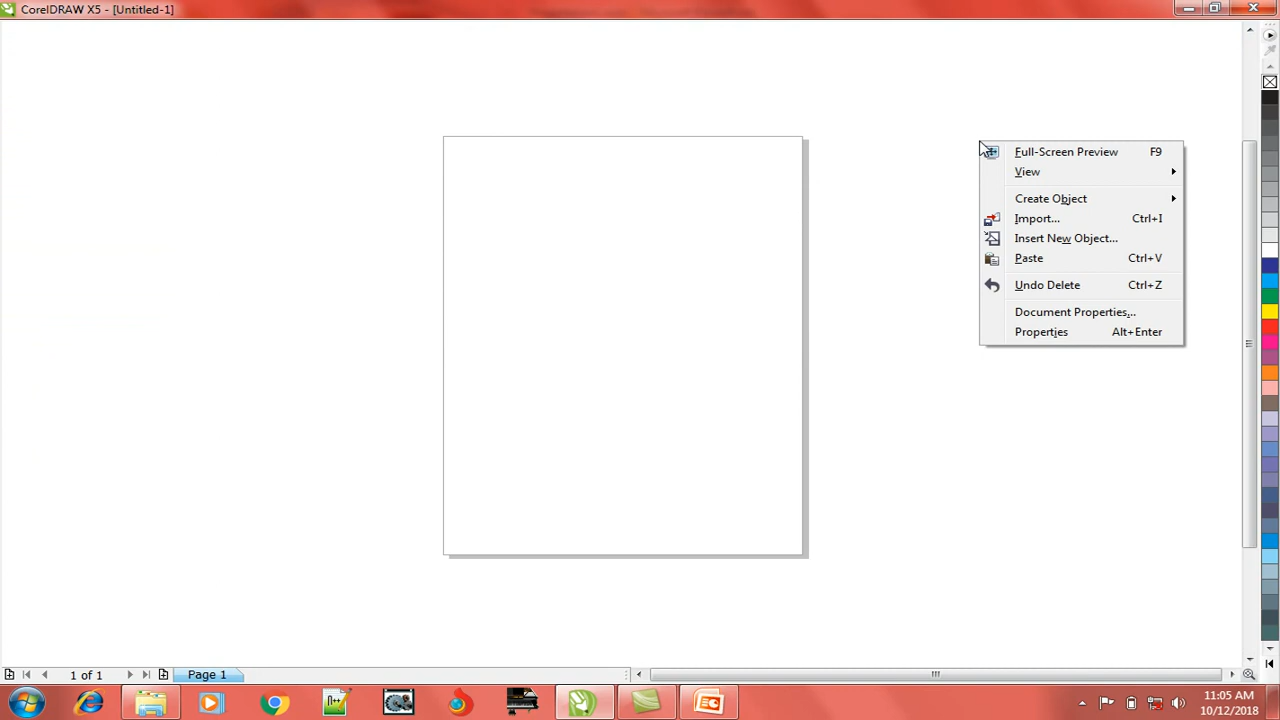 CorelDRAW X5 - [Untitled-1]
Full-Screen Preview F9
View
Create Object
Import... Ctrl+I
Insert New Object...
Paste Ctrl+V
Undo Delete Ctrl+Z
Document Properties...
Properties Alt+Enter
1 of 1 Page 1
11:05 AM
10/12/2018